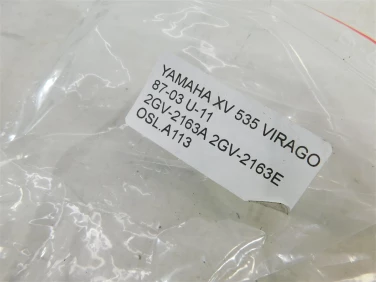 YAMAHA XV 535 VIRAGO
87-03 U-11
2GV-2163A 2GV-2163E
OSL.A113